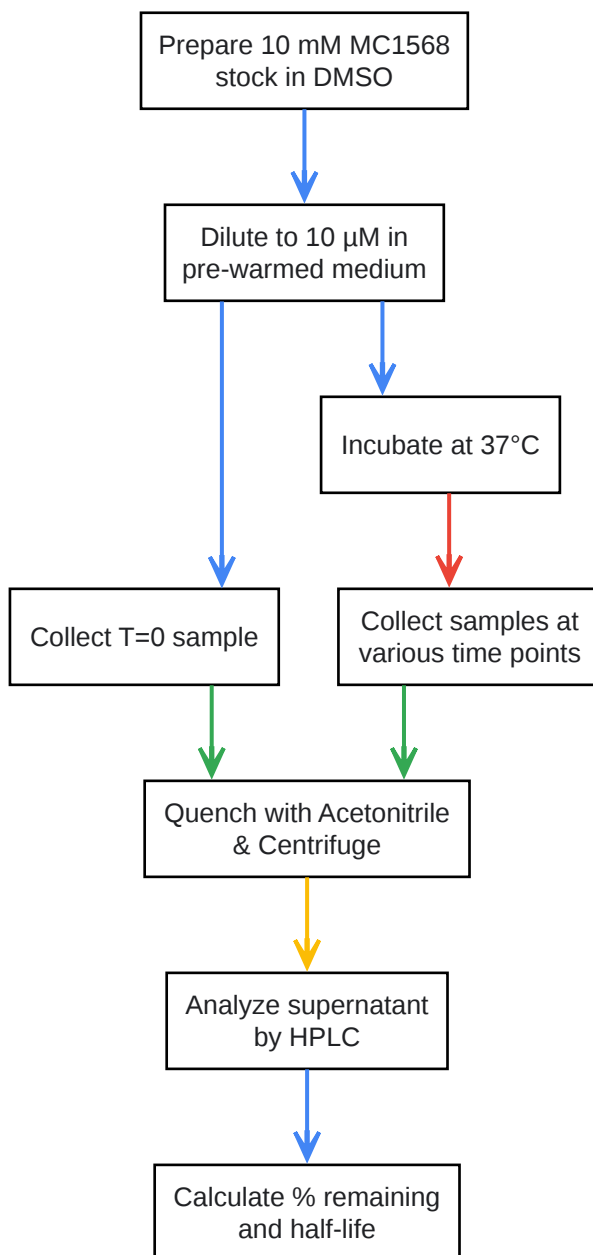 Prepare 10 mM MC1568
stock in DMSO
Dilute to 10 µM in
pre-warmed medium
Incubate at 37°C
Collect T=0 sample
Collect samples at
various time points
Quench with Acetonitrile
& Centrifuge
Analyze supernatant
by HPLC
Calculate % remaining
and half-life